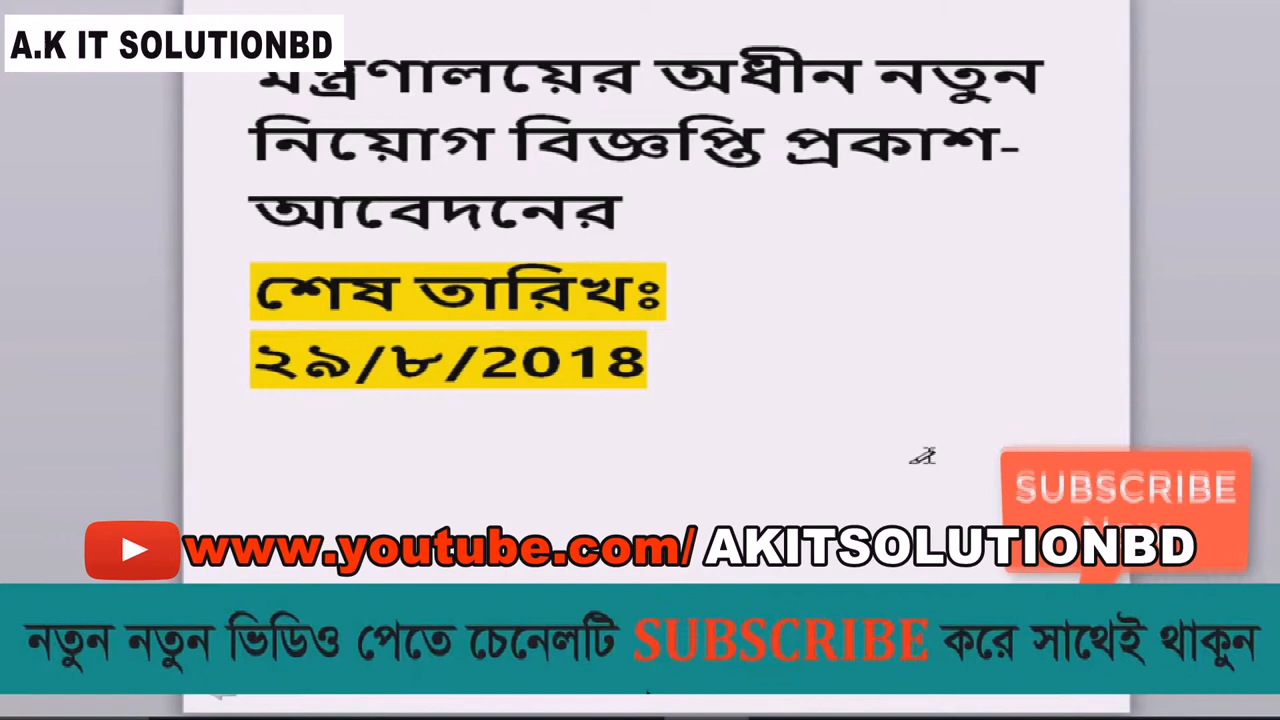 A.K IT SOLUTIONBD
মন্ত্রণালয়ের অধীন নতুন
নিয়োগ বিজ্ঞপ্তি প্রকাশ-
আবেদনের
শেষ তারিখঃ
২৯/৮/2018
SUBSCRIBE
Now
www.youtube.com/ AKITSOLUTIONBD
নতুন নতুন ভিডিও পেতে চেনেলটি SUBSCRIBE করে সাথেই থাকুন